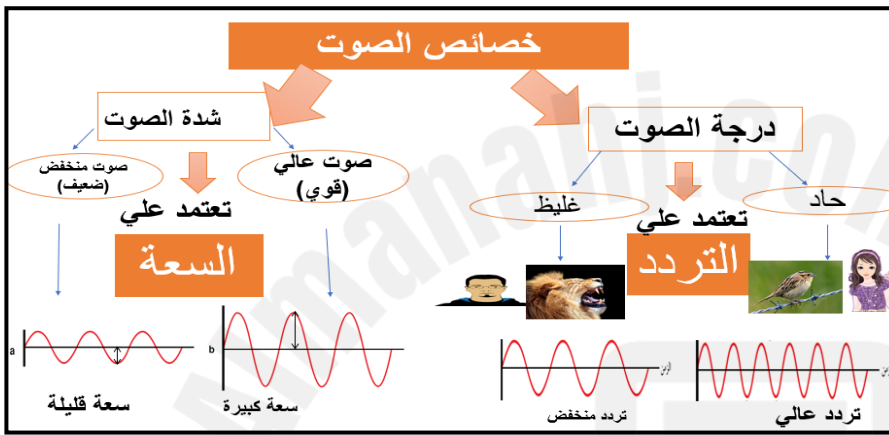 خصائص الصوت
درجة الصوت
حاد
غليظ
تعتمد علي
التردد
تردد عالي
تردد منخفض
شدة الصوت
صوت عالي
(قوي)
صوت منخفض
(ضعيف)
تعتمد علي
السعة
b
سعة كبيرة
a
سعة قليلة